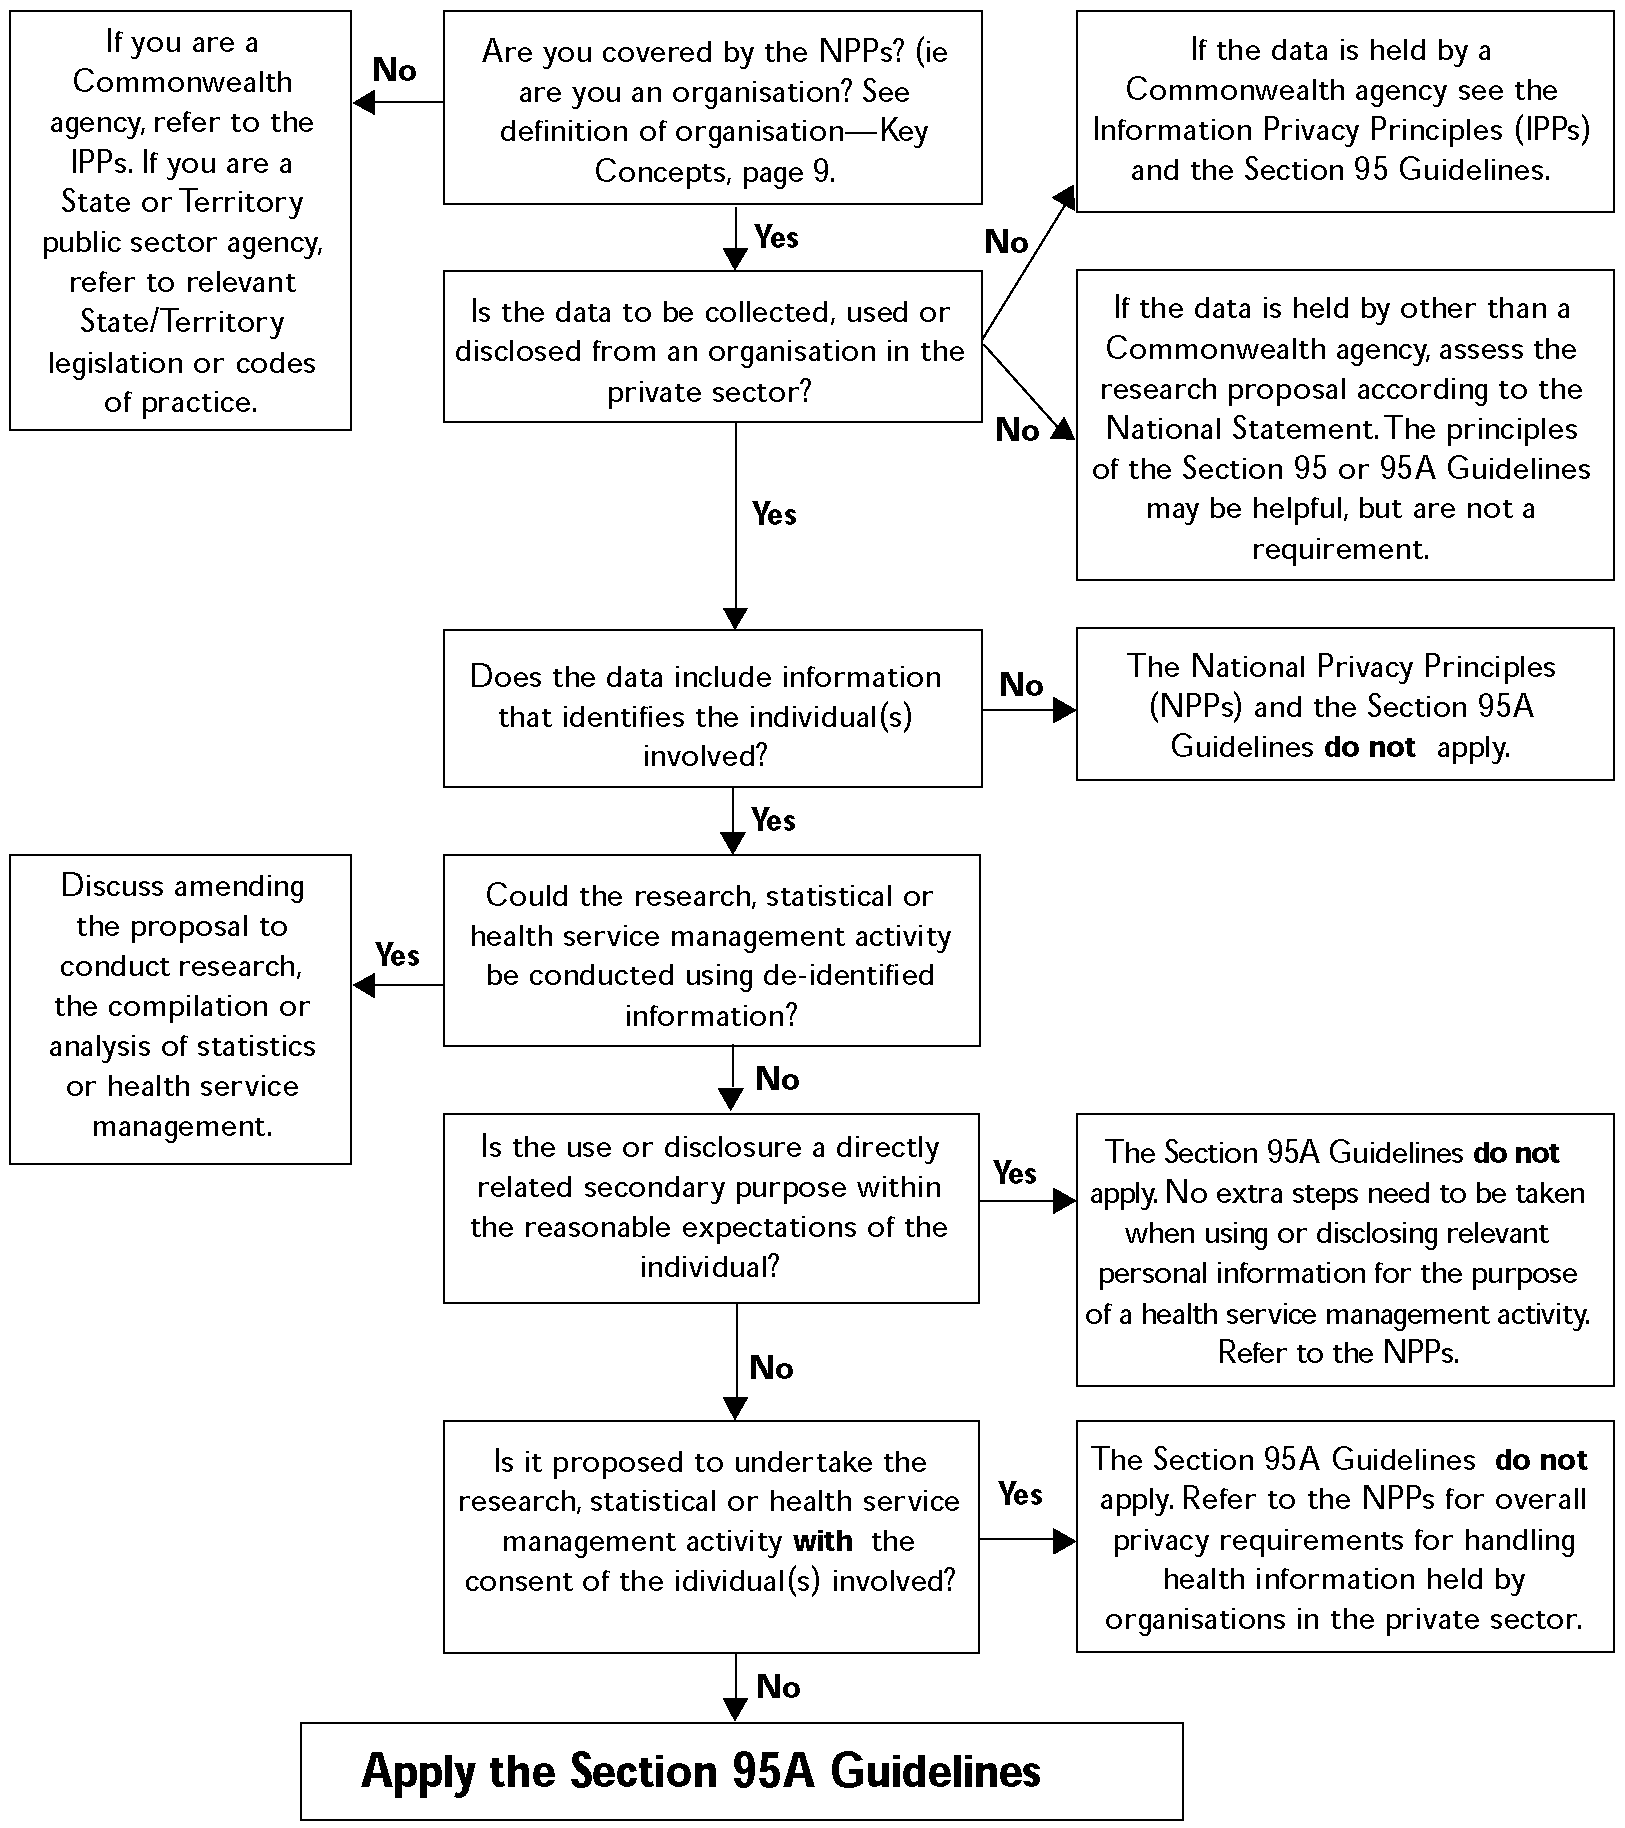 If you are a
Commonwealth
agency, refer to the
IPPs. If you are a
State or Territory
public sector agency,
refer to relevant
State/Territory
legislation or codes
of practice.
No
Are you covered by the NPPs? (ie
are you an organisation? See
definition of organisation—Key
Concepts, page 9.
If the data is held by a
Commonwealth agency see the
Information Privacy Principles (IPPs)
and the Section 95 Guidelines.
Yes
No
Is the data to be collected, used or
disclosed from an organisation in the
private sector?
No
If the data is held by other than a
Commonwealth agency, assess the
research proposal according to the
National Statement. The principles
of the Section 95 or 95A Guidelines
may be helpful, but are not a
requirement.
Yes
Does the data include information
that identifies the individual(s)
involved?
No
The National Privacy Principles
(NPPs) and the Section 95A
Guidelines do not apply.
Yes
Discuss amending
the proposal to
conduct research,
the compilation or
analysis of statistics
or health service
management.
Yes
Could the research, statistical or
health service management activity
be conducted using de-identified
information?
No
Is the use or disclosure a directly
related secondary purpose within
the reasonable expectations of the
individual?
Yes
The Section 95A Guidelines do not
apply. No extra steps need to be taken
when using or disclosing relevant
personal information for the purpose
of a health service management activity.
Refer to the NPPs.
No
Is it proposed to undertake the
research, statistical or health service
management activity with the
consent of the idividual(s) involved?
Yes
The Section 95A Guidelines do not
apply. Refer to the NPPs for overall
privacy requirements for handling
health information held by
organisations in the private sector.
No
Apply the Section 95A Guidelines